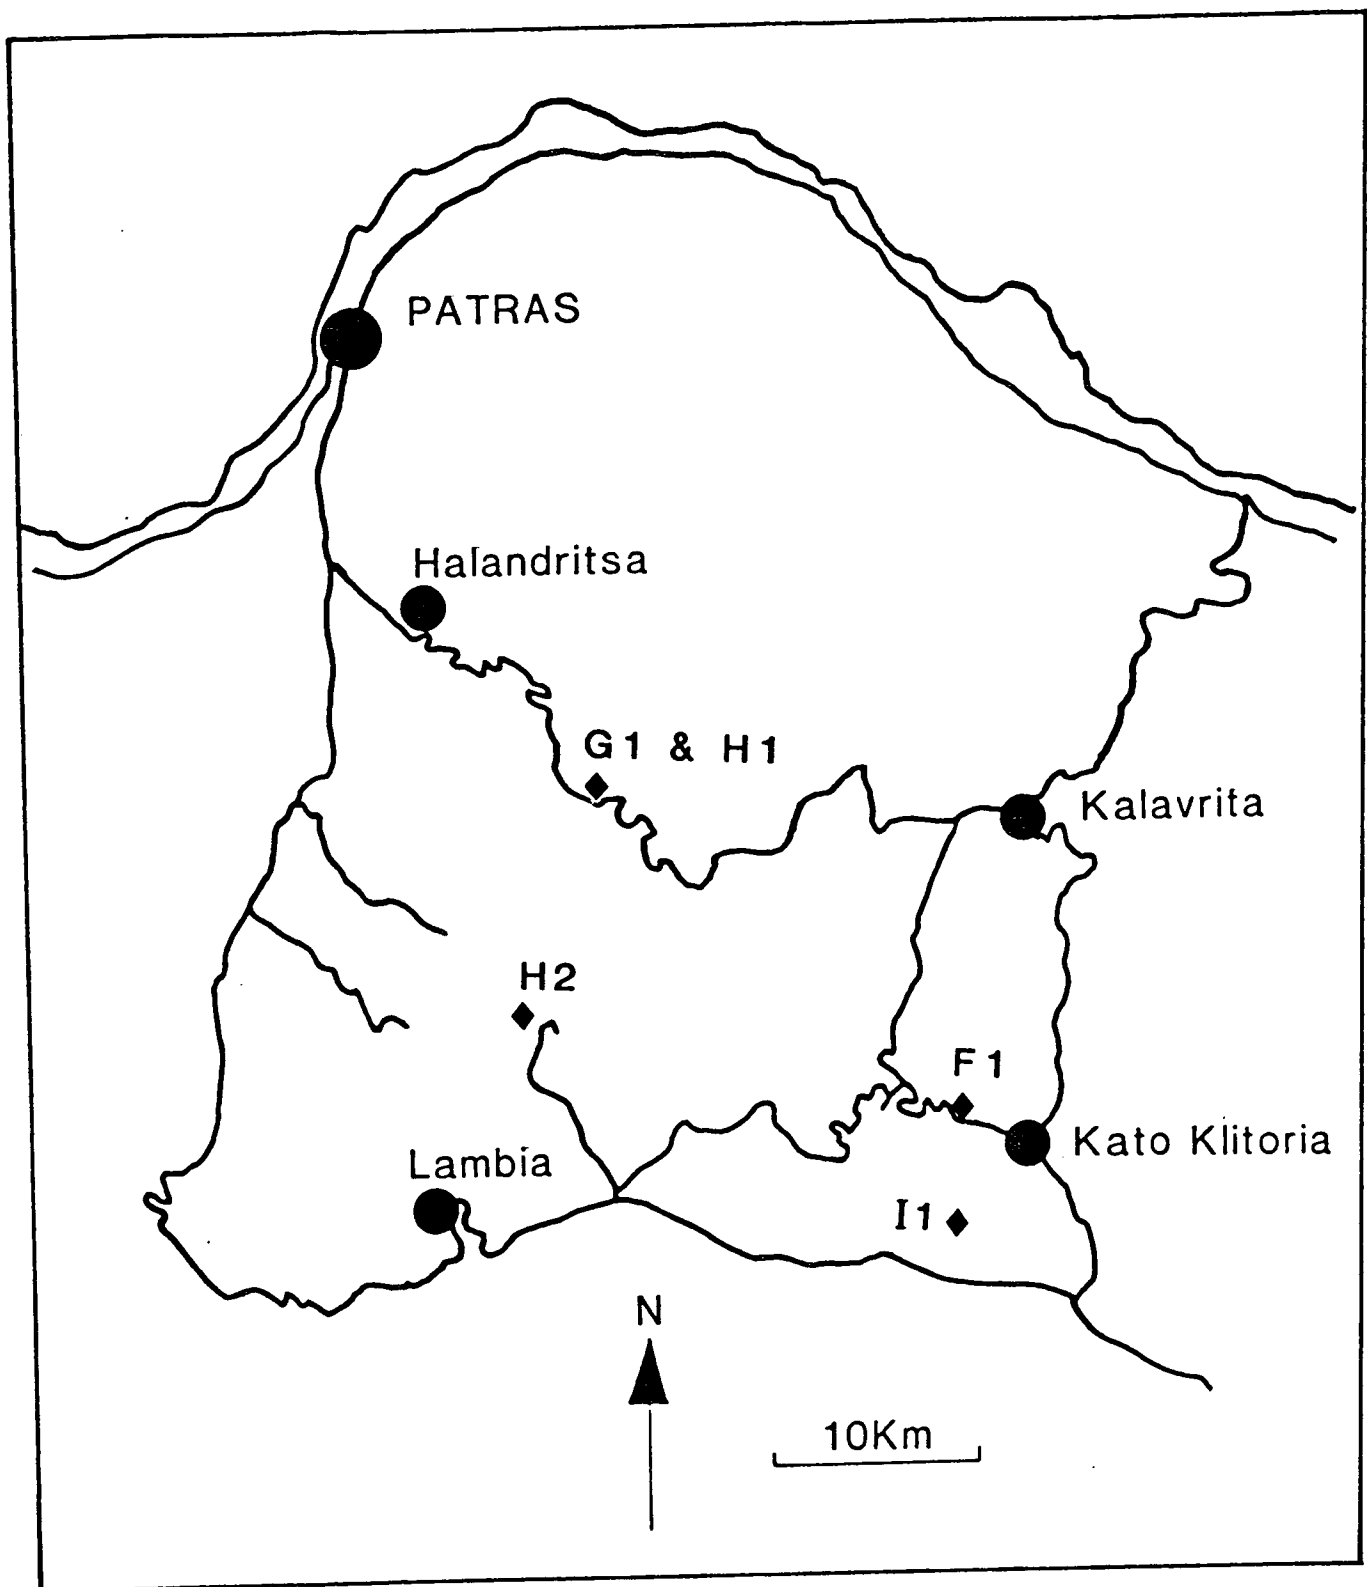 PATRAS
Halandritsa
G1 & H1
Kalavrita
H2
F1
Kato Klitoria
Lambia
I1
N
10Km